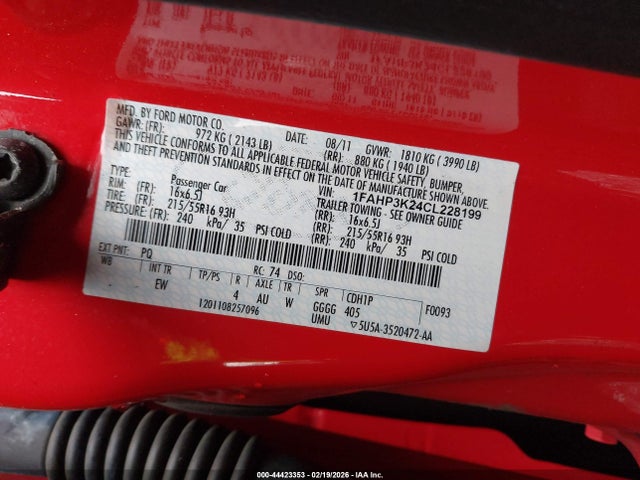 MFD. BY FORD MOTOR CO.
DATE: 08/11 GVWR: 1810 KG ( 3990 LB)
GAWR: (FR): 972 KG ( 2143 LB) (RR): 880 KG ( 1940 LB)
THIS VEHICLE CONFORMS TO ALL APPLICABLE FEDERAL MOTOR VEHICLE SAFETY, BUMPER,
AND THEFT PREVENTION STANDARDS IN EFFECT ON THE DATE OF MANUFACTURE SHOWN ABOVE.
VIN: 1FAHP3K24CL228199
TYPE: Passenger Car TRAILER TOWING - SEE OWNER GUIDE
RIM: (FR): 16x6.5J (RR): 16x6.5J
TIRE: (FR): 215/55R16 93H (RR): 215/55R16 93H
PRESSURE: (FR): 240 kPa/ 35 PSI COLD (RR): 240 kPa/ 35 PSI COLD
EXT PNT: PQ RC: 74 DSO:
WB INT TR TP/PS R AXLE TR SPR CDH1P F0093
EW 4 AU W GGGG 405
1201108257096 UMU ▽5U5A-3520472-AA
000-44423353 - 02/19/2026 - IAA Inc.